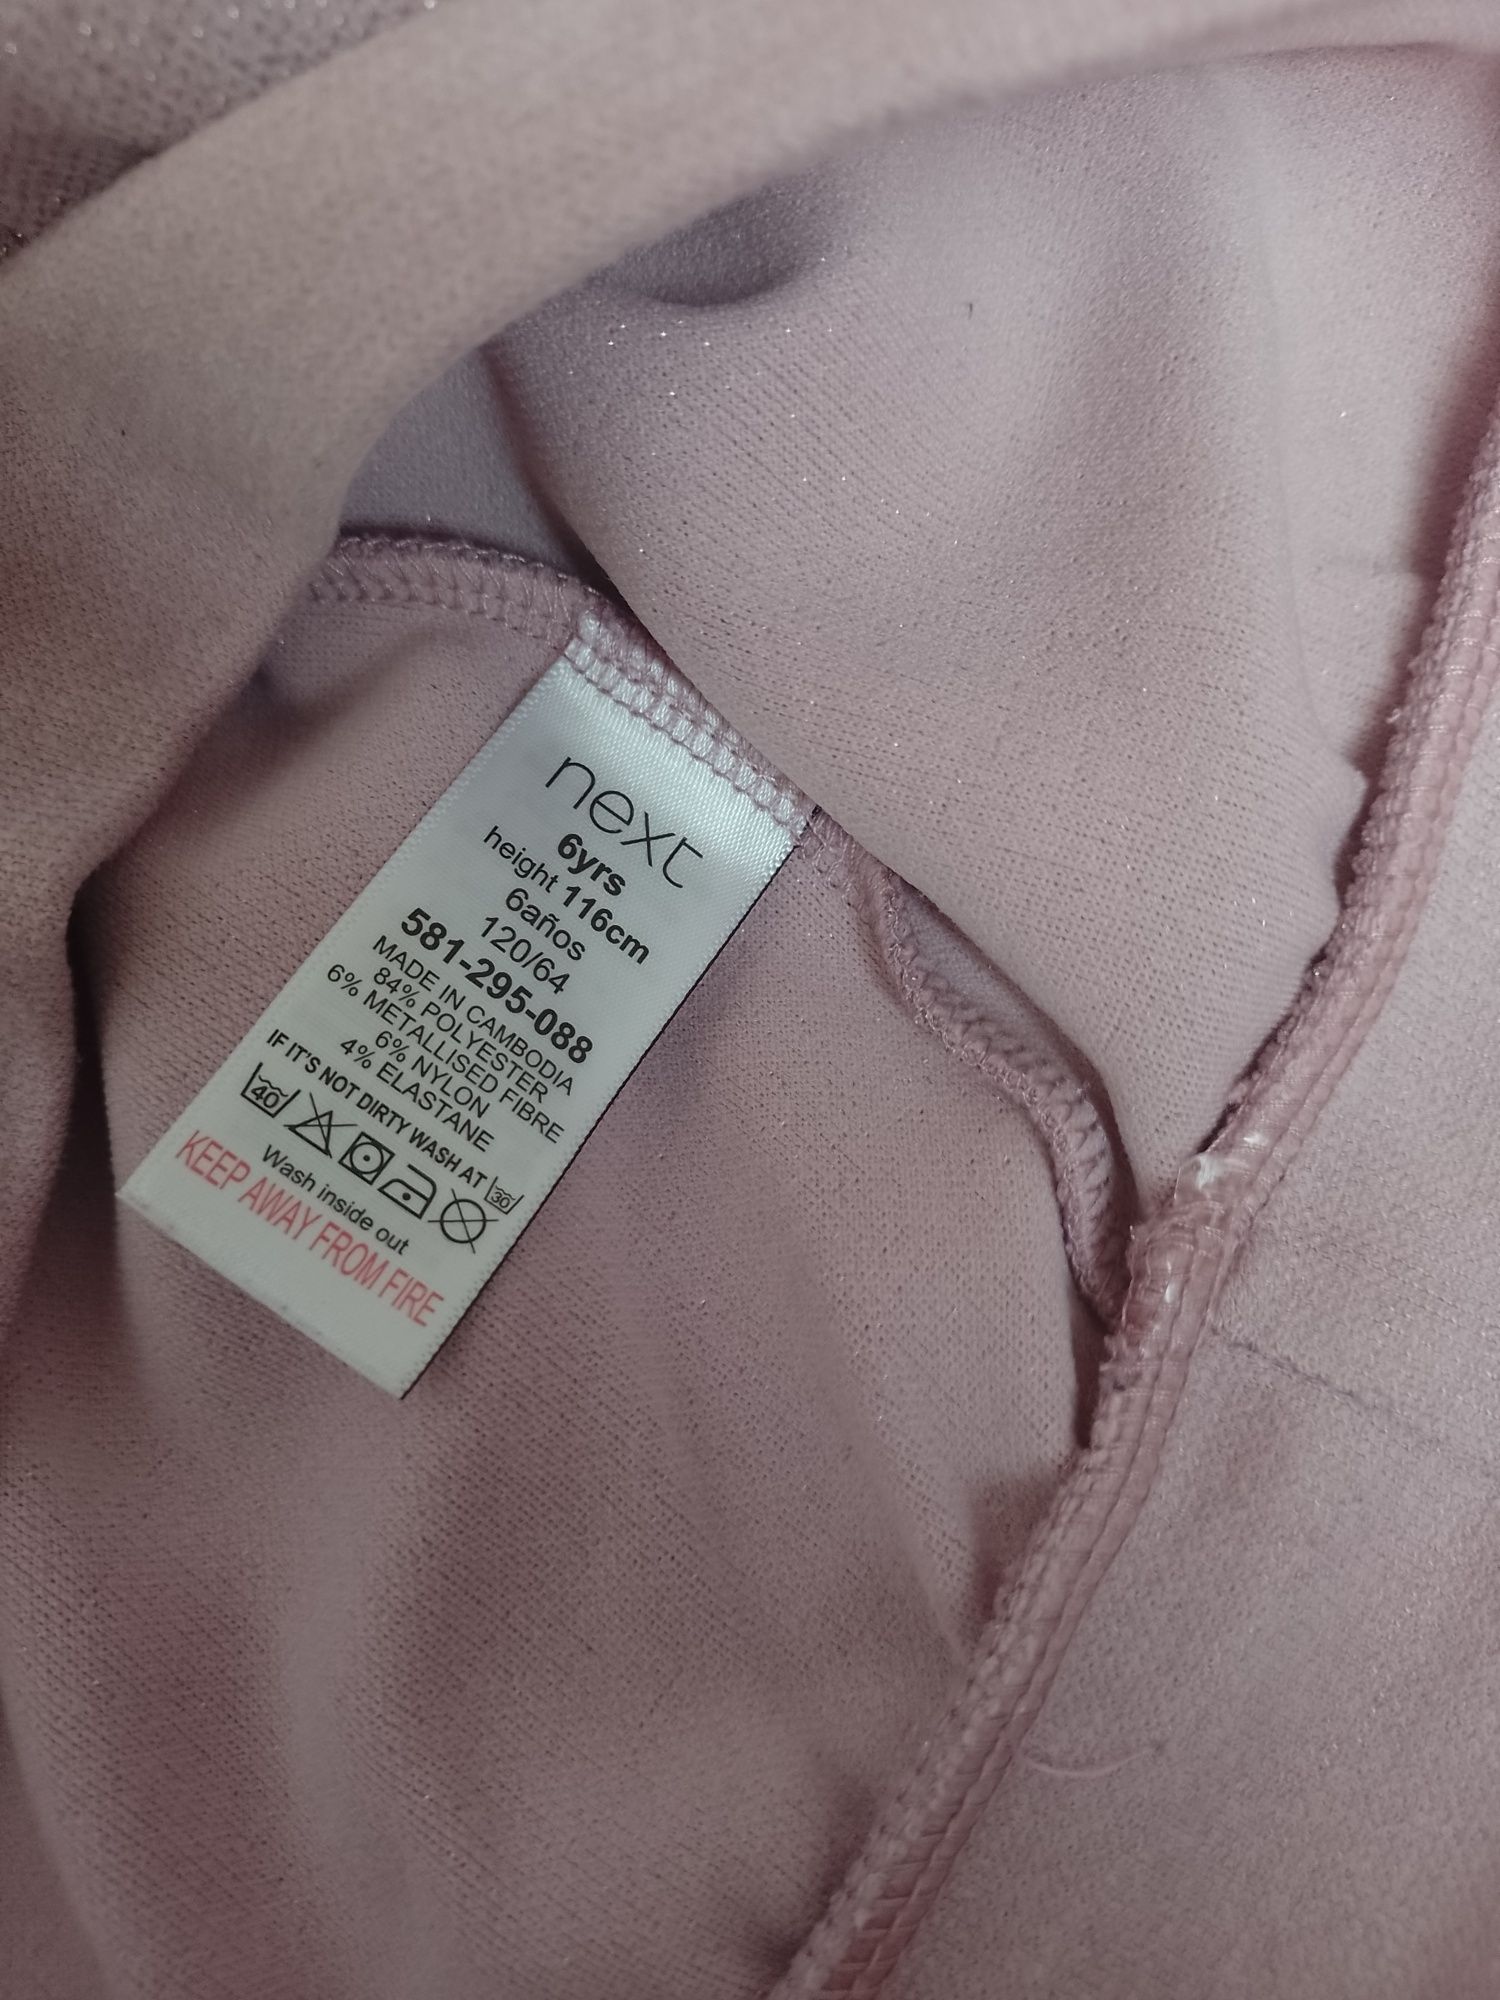 next
6yrs
height 116cm
6años
120/64
581-295-088
MADE IN CAMBODIA
84% POLYESTER
6% METALLISED FIBRE
6% NYLON
4% ELASTANE
IF IT'S NOT DIRTY WASH AT 30
40
Wash inside out
KEEP AWAY FROM FIRE